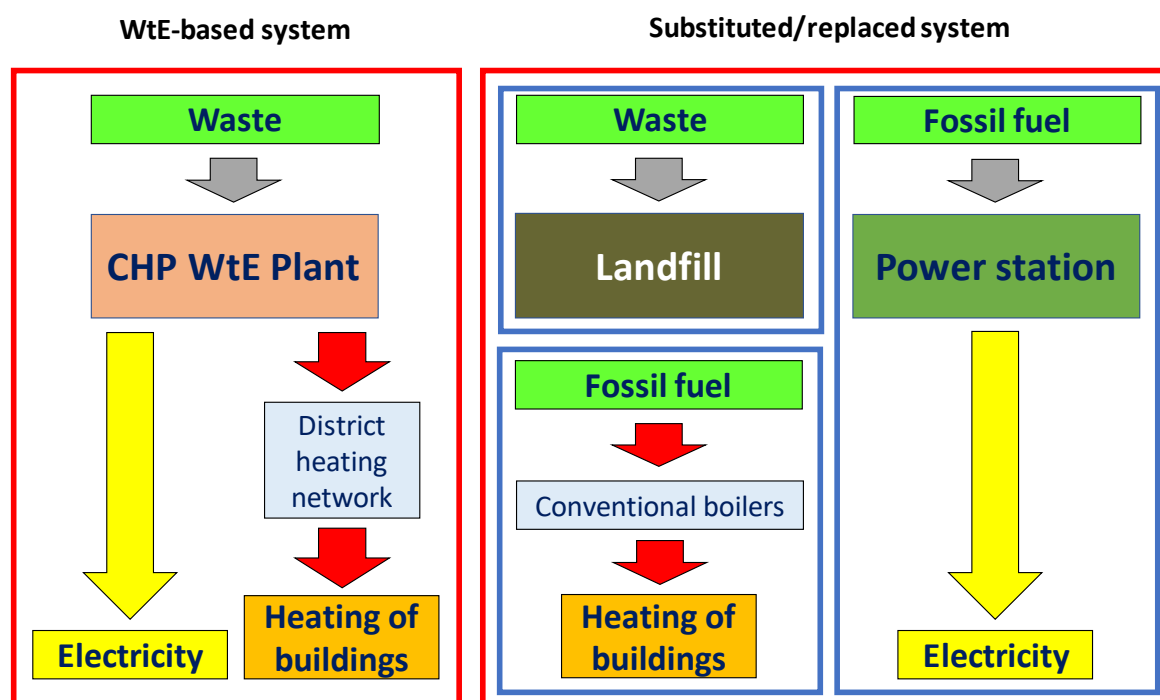 WtE-based system
Substituted/replaced system
Waste
CHP WtE Plant
District
heating
network
Electricity
Heating of
buildings
Waste
Landfill
Fossil fuel
Conventional boilers
Heating of
buildings
Fossil fuel
Power station
Electricity